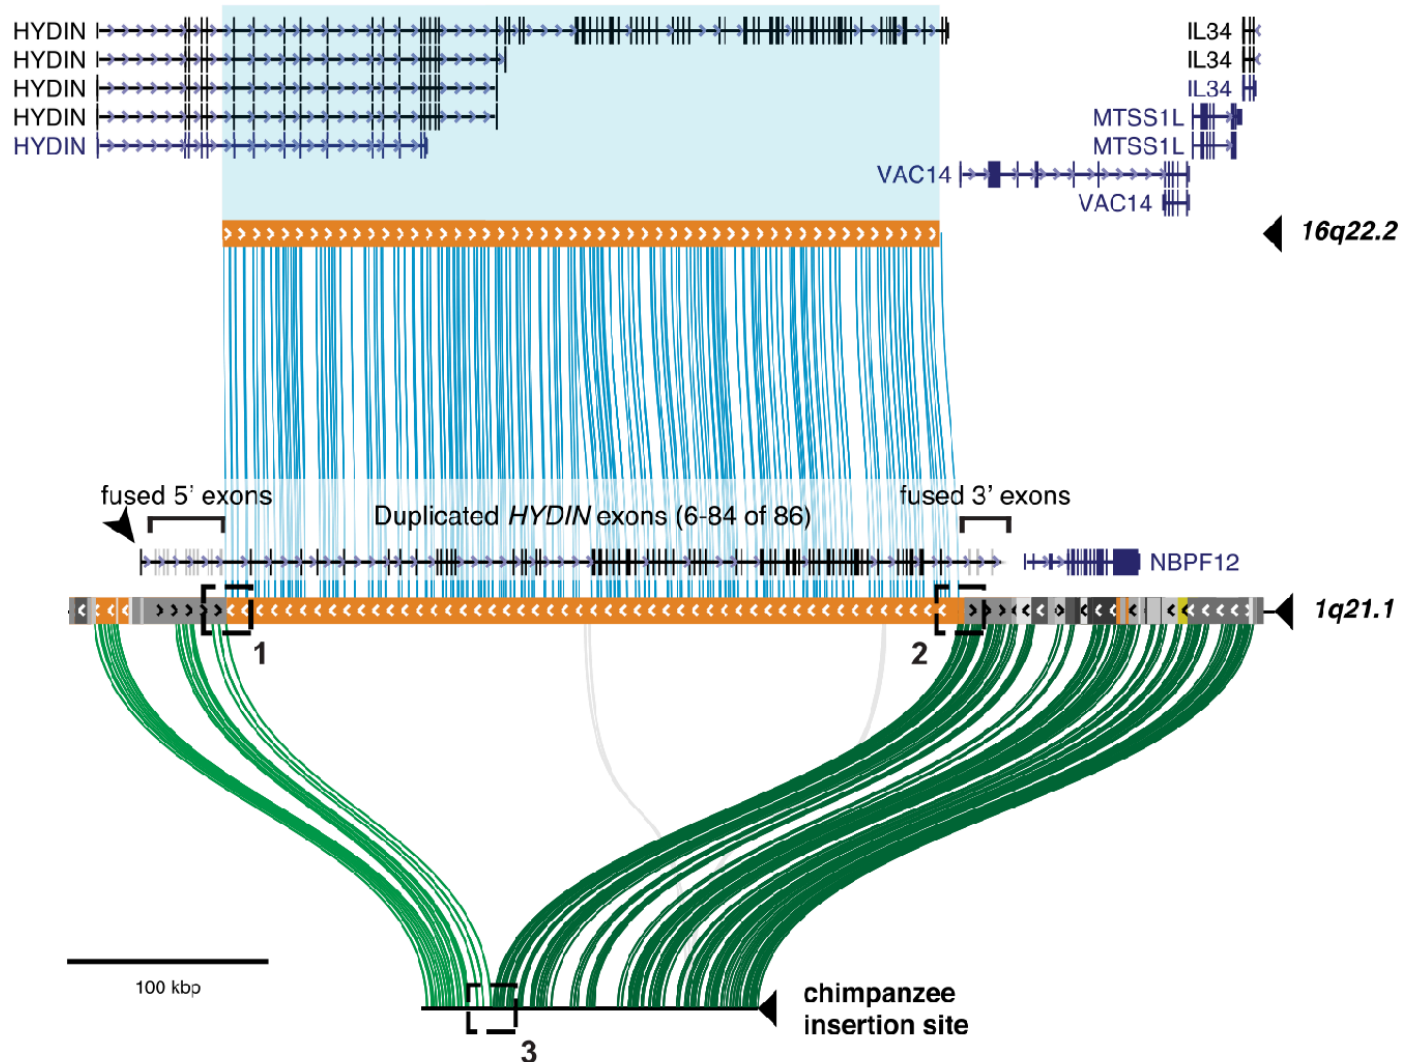 HYDIN
HYDIN
HYDIN
HYDIN
HYDIN
IL34
IL34
IL34
MTSS1L
MTSS1L
VAC14
VAC14
16q22.2
fused 5' exons
Duplicated HYDIN exons (6-84 of 86)
fused 3' exons
NBPF12
1q21.1
1
2
100 kbp
chimpanzee
insertion site
3